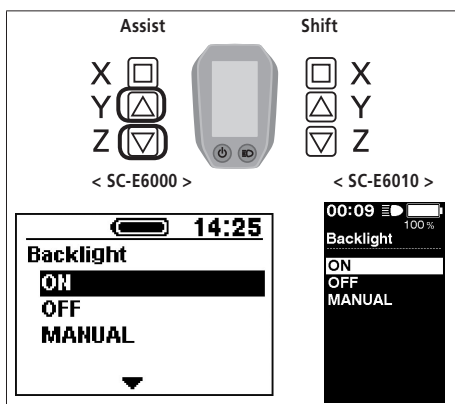 Assist Shift
X X
Y Y
Z Z
< SC-E6000 > < SC-E6010 >
14:25
Backlight
ON
OFF
MANUAL
00:09
100%
Backlight
ON
OFF
MANUAL